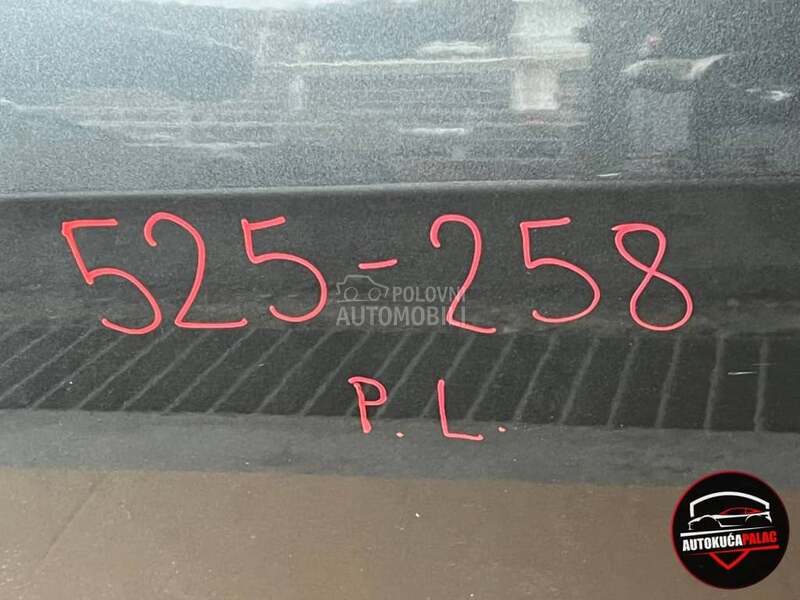 525-258
POLOVNI
AUTOMOBILI
P.L.
AUTOKUĆAPALAC